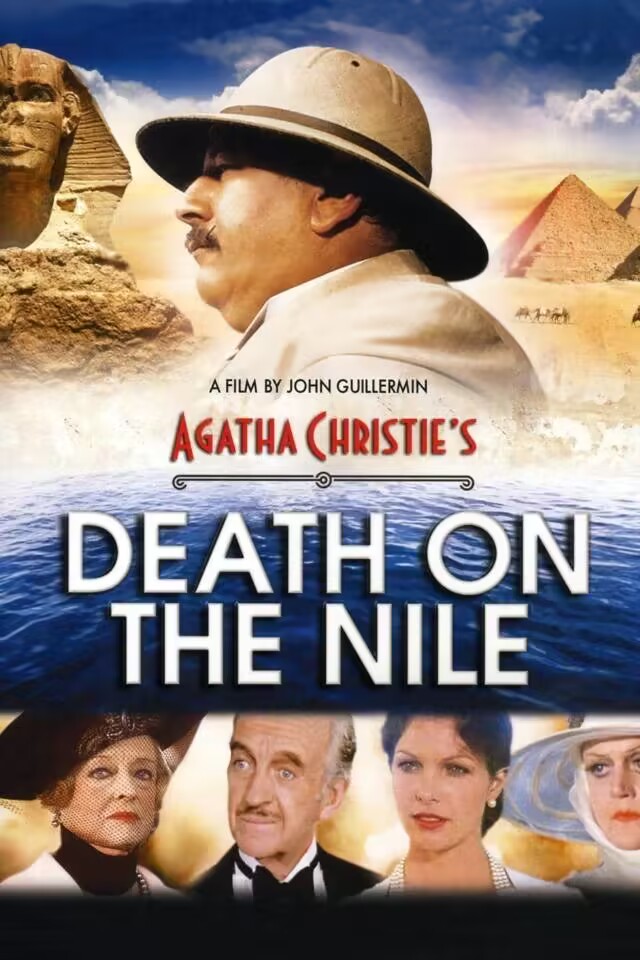 A FILM BY JOHN GUILLERMIN
AGATHA CHRISTIE'S
DEATH ON
THE NILE